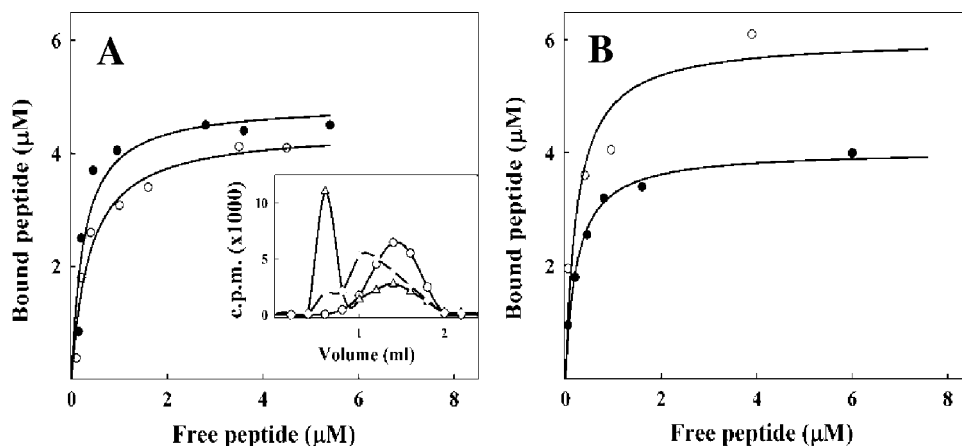 A
Bound peptide (μM)
6
4
2
0 2 4 6 8
Free peptide (μM)
c.p.m. (x1000)
10
5
0
1 2
Volume (ml)
B
Bound peptide (μM)
6
4
2
0 2 4 6 8
Free peptide (μM)